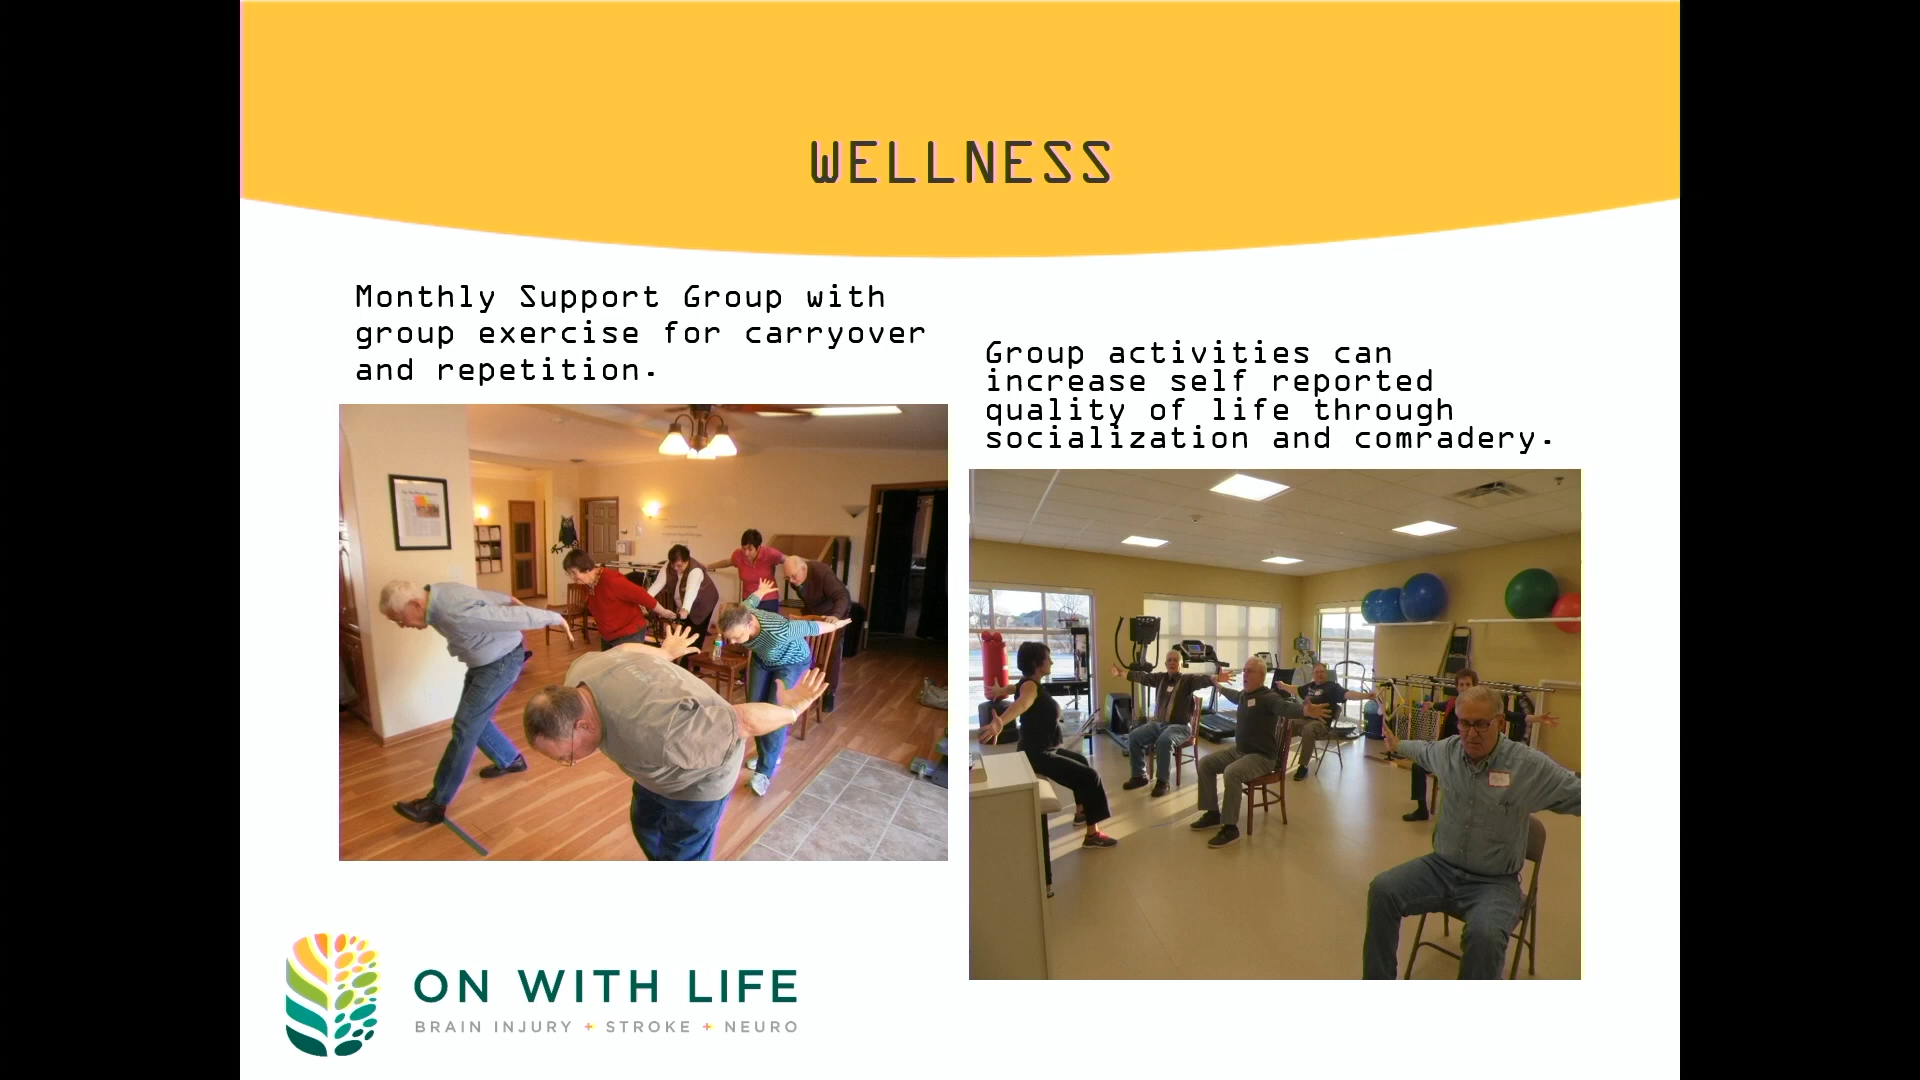 WELLNESS
Monthly Support Group with
group exercise for carryover
and repetition.
Group activities can
increase self reported
quality of life through
socialization and comradery.
ON WITH LIFE
BRAIN INJURY + STROKE + NEURO